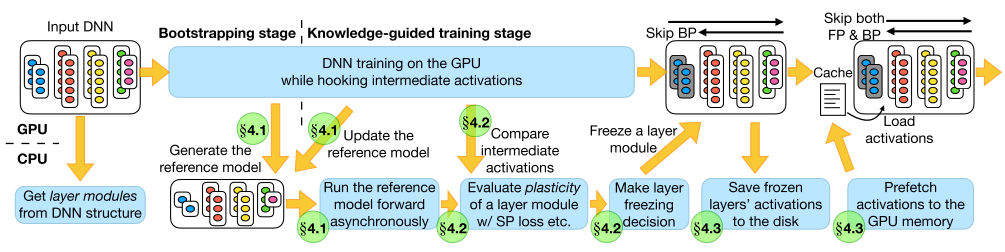 Input DNN
Bootstrapping stage
Knowledge-guided training stage
DNN training on the GPU
while hooking intermediate activations
Skip BP
Skip both
FP & BP
Cache
Load
activations
GPU
CPU
§4.1
§4.1
§4.2
Generate the
reference model
Update the
reference model
Compare
intermediate
activations
Freeze a layer
module
Get layer modules
from DNN structure
Run the reference
model forward
asynchronously
§4.1
Evaluate plasticity
of a layer module
w/ SP loss etc.
§4.2
Make layer
freezing
decision
§4.2
Save frozen
layers’ activations
to the disk
§4.3
Prefetch
activations to the
GPU memory
§4.3